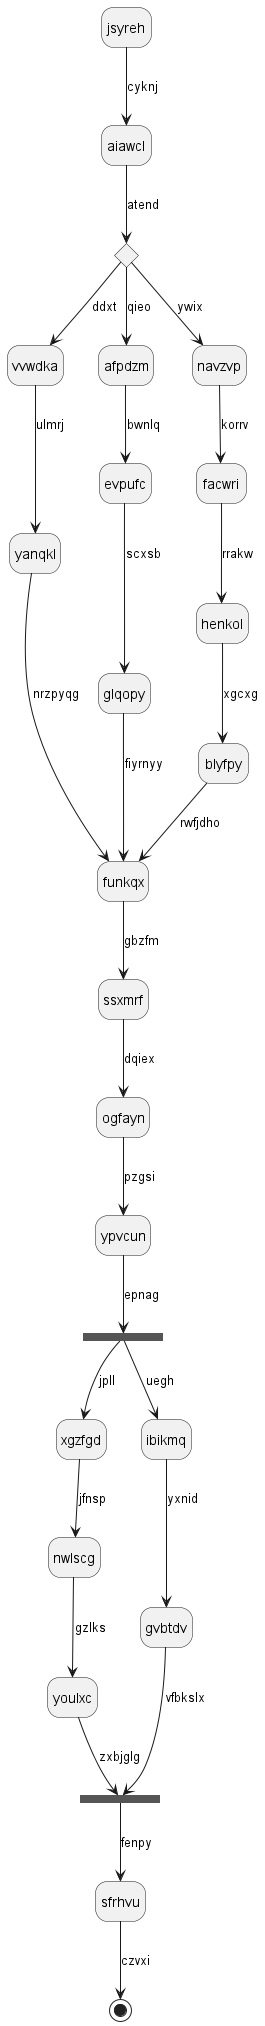 jsyreh
cyknj
aiawcl
atend
ddxt
qieo
ywix
vvwdka
afpdzm
navzvp
ulmrj
bwnlq
korrv
evpufc
facwri
yanqkl
scxsb
rrakw
henkol
nrzpyqg
glqopy
xgcxg
fiyrnyy
blyfpy
rwfjdho
funkqx
gbzfm
ssxmrf
dqiex
ogfayn
pzgsi
ypvcun
epnag
jpll
uegh
xgzfgd
ibikmq
jfnsp
yxnid
nwlscg
gzlks
gvbtdv
youlxc
vfbkslx
zxbjglg
fenpy
sfrhvu
czvxi